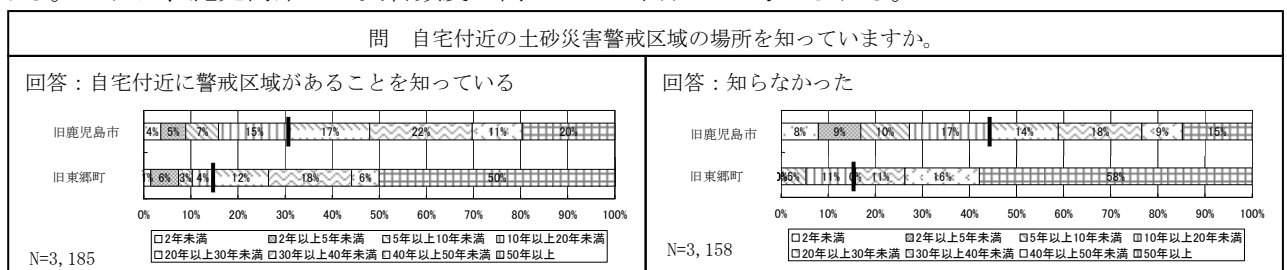 問 自宅付近の土砂災害警戒区域の場所を知っていますか。
回答：自宅付近に警戒区域があることを知っている
旧鹿児島市 4% 5% 7% 15% 17% 22% 11% 20%
旧東郷町 1% 6% 3% 4% 12% 18% 6% 50%
0% 10% 20% 30% 40% 50% 60% 70% 80% 90% 100%
□2年未満 2年以上5年未満 5年以上10年未満 10年以上20年未満
20年以上30年未満 30年以上40年未満 40年以上50年未満 50年以上
N=3,185
回答：知らなかった
旧鹿児島市 8% 9% 10% 17% 14% 18% 9% 15%
旧東郷町 5% 11% 11% 16% 58%
0% 10% 20% 30% 40% 50% 60% 70% 80% 90% 100%
□2年未満 2年以上5年未満 5年以上10年未満 10年以上20年未満
20年以上30年未満 30年以上40年未満 40年以上50年未満 50年以上
N=3,158